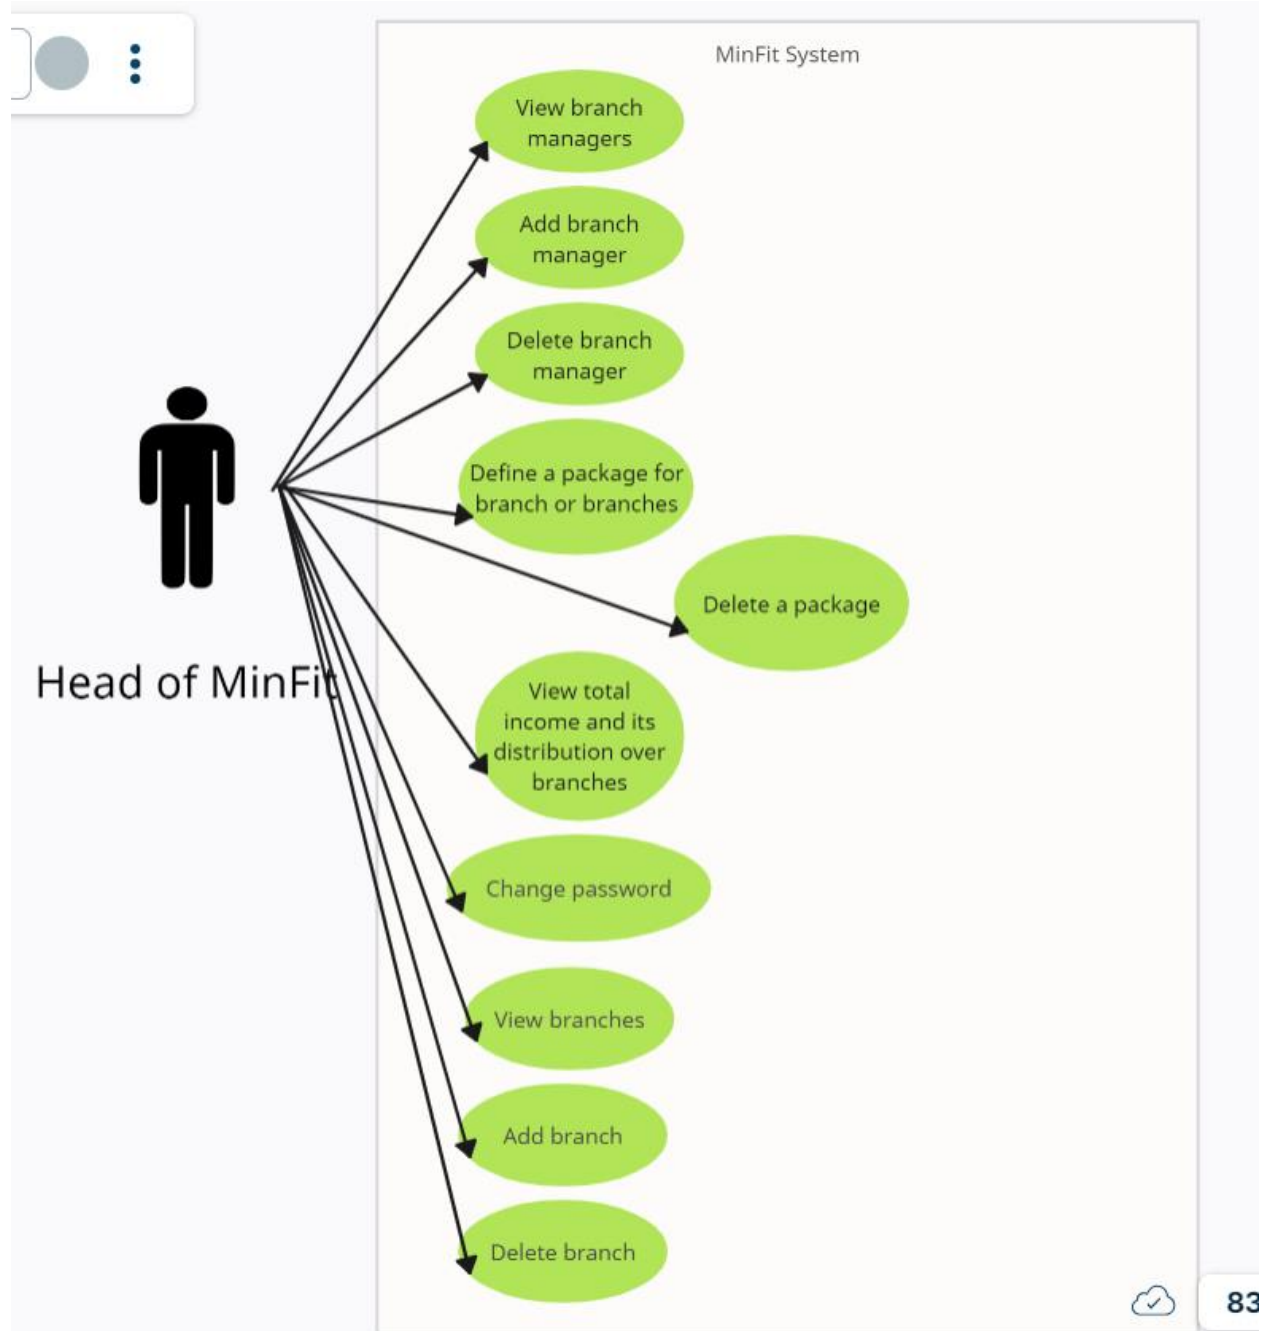 MinFit System
View branch
managers
Add branch
manager
Delete branch
manager
Define a package for
branch or branches
Delete a package
Head of MinFit
View total
income and its
distribution over
branches
Change password
View branches
Add branch
Delete branch
83